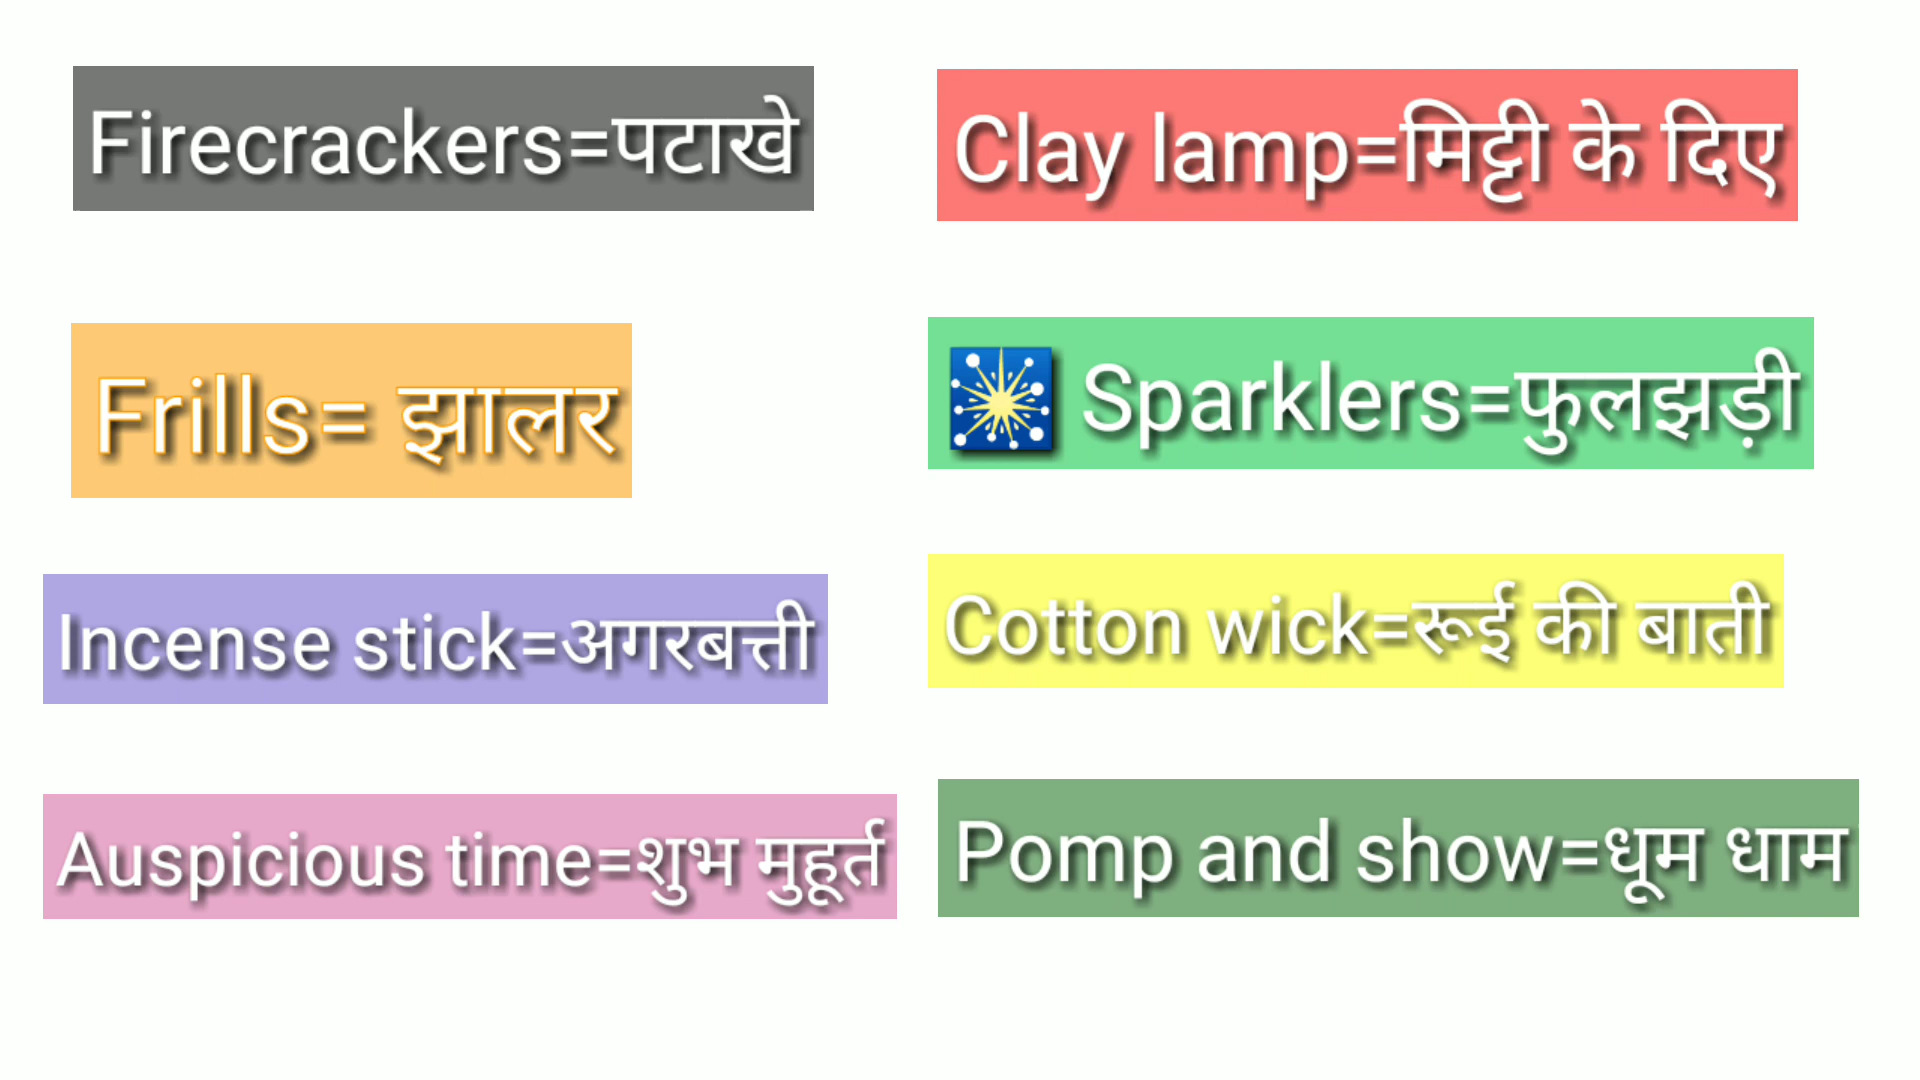 Firecrackers=पटाखे
Clay lamp=मिट्टी के दिए
Frills= झालर
Sparklers=फुलझड़ी
Incense stick=अगरबत्ती
Cotton wick=रूई की बाती
Auspicious time=शुभ मुहूर्त
Pomp and show=धूम धाम